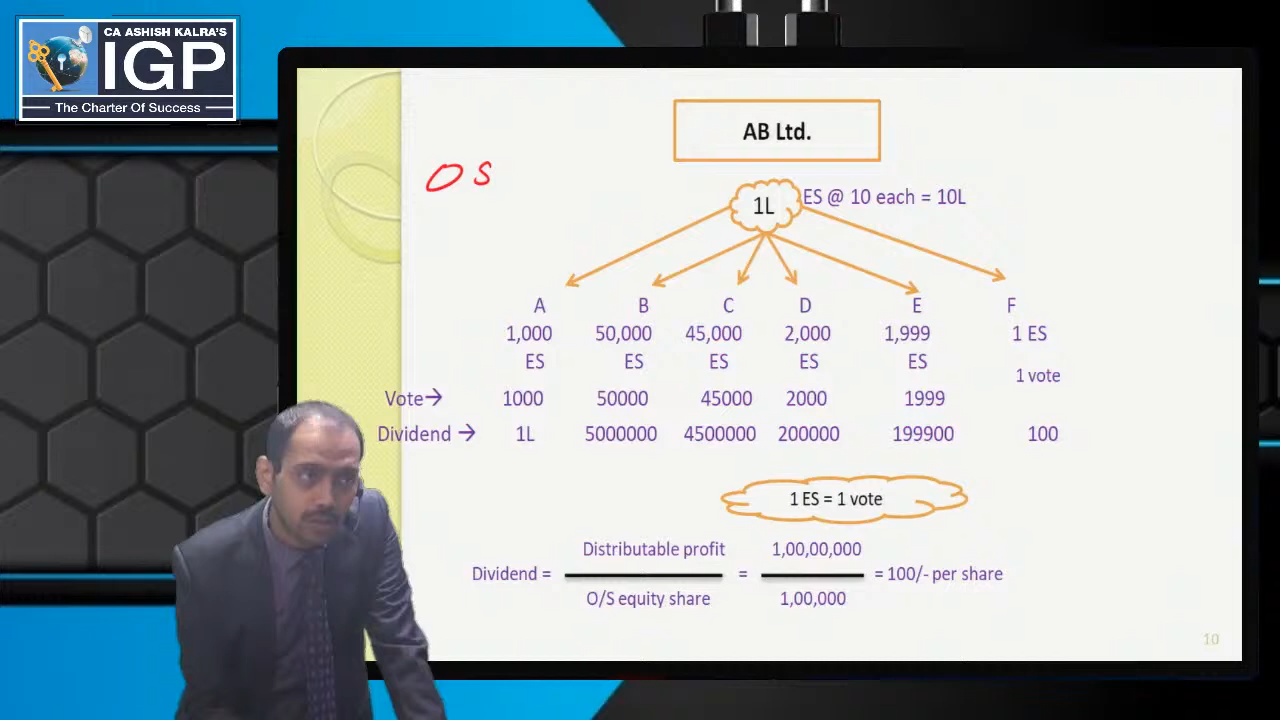 CA ASHISH KALRA'S
IGP
The Charter Of Success
AB Ltd.
O S
1L ES @ 10 each = 10L
A B C D E F
1,000 50,000 45,000 2,000 1,999 1 ES
ES ES ES ES ES
1 vote
Vote→ 1000 50000 45000 2000 1999
Dividend → 1L 5000000 4500000 200000 199900 100
1 ES = 1 vote
Distributable profit 1,00,00,000
Dividend = = = 100/- per share
O/S equity share 1,00,000
10